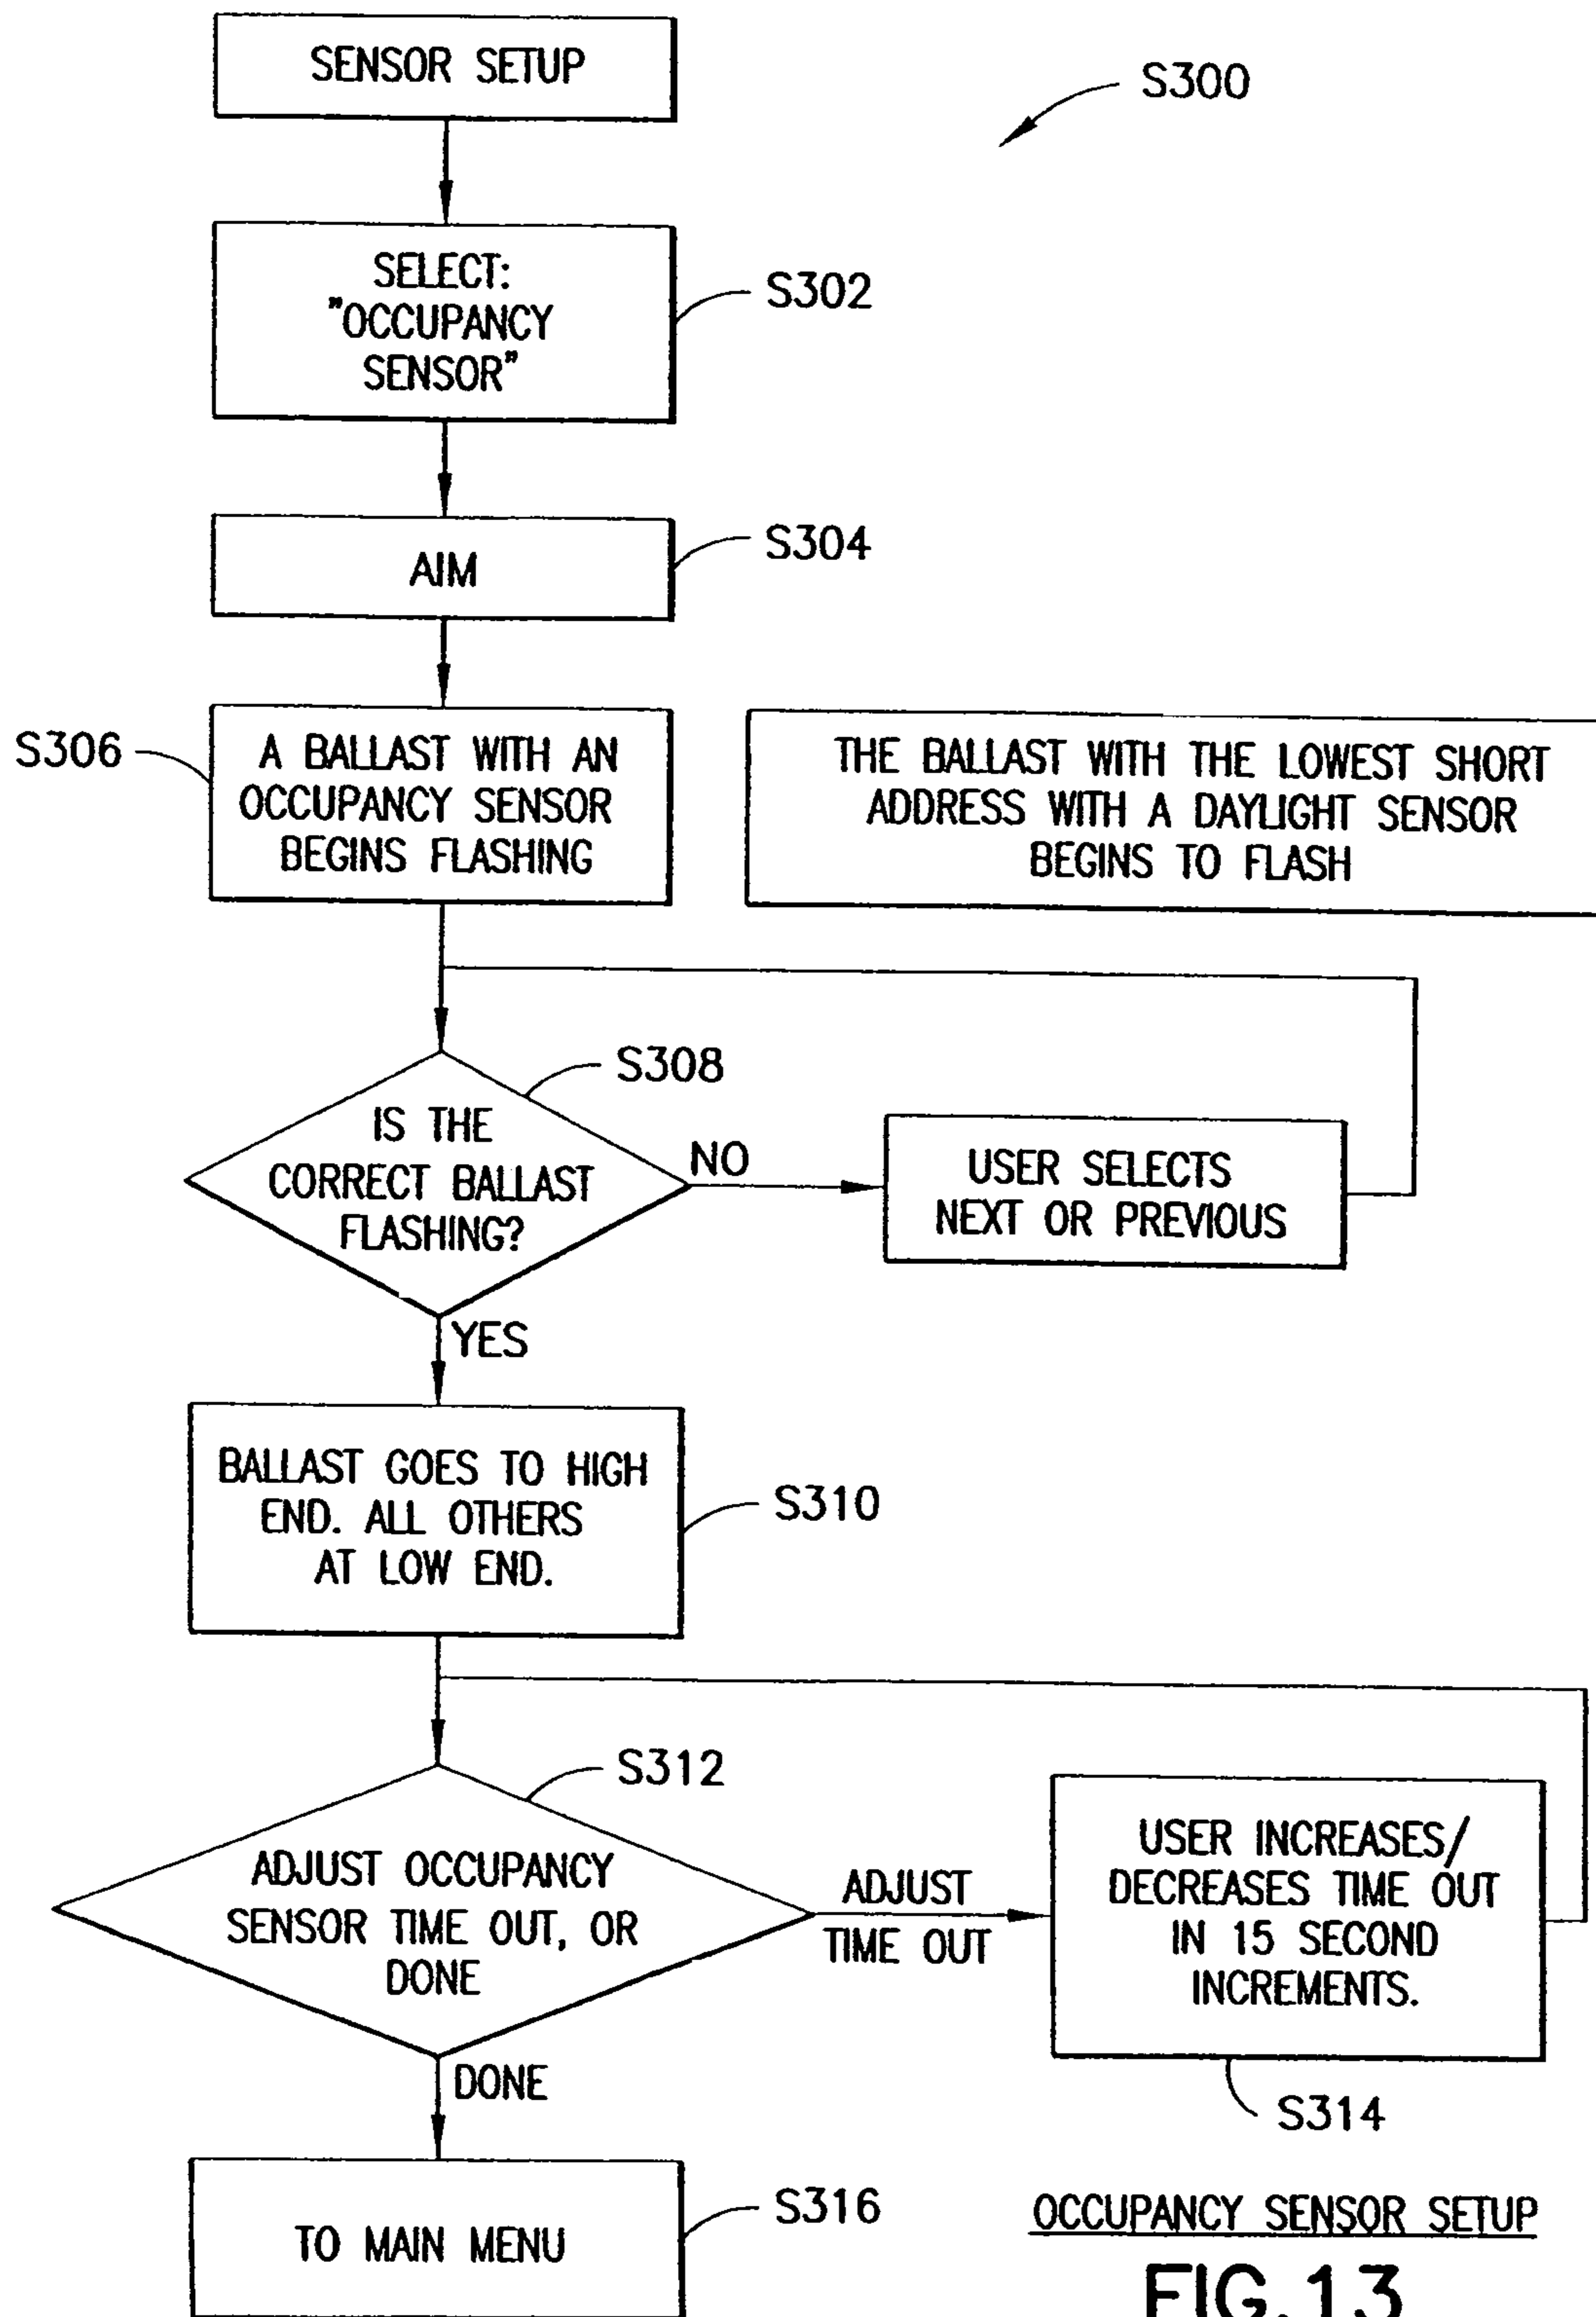 SENSOR SETUP
S300
SELECT:
"OCCUPANCY
SENSOR"
S302
AIM
S304
S306
A BALLAST WITH AN
OCCUPANCY SENSOR
BEGINS FLASHING
THE BALLAST WITH THE LOWEST SHORT
ADDRESS WITH A DAYLIGHT SENSOR
BEGINS TO FLASH
S308
IS THE
CORRECT BALLAST
FLASHING?
NO
USER SELECTS
NEXT OR PREVIOUS
YES
BALLAST GOES TO HIGH
END. ALL OTHERS
AT LOW END.
S310
S312
ADJUST OCCUPANCY
SENSOR TIME OUT, OR
DONE
ADJUST
TIME OUT
USER INCREASES/
DECREASES TIME OUT
IN 15 SECOND
INCREMENTS.
S314
DONE
TO MAIN MENU
S316
OCCUPANCY SENSOR SETUP
FIG.13